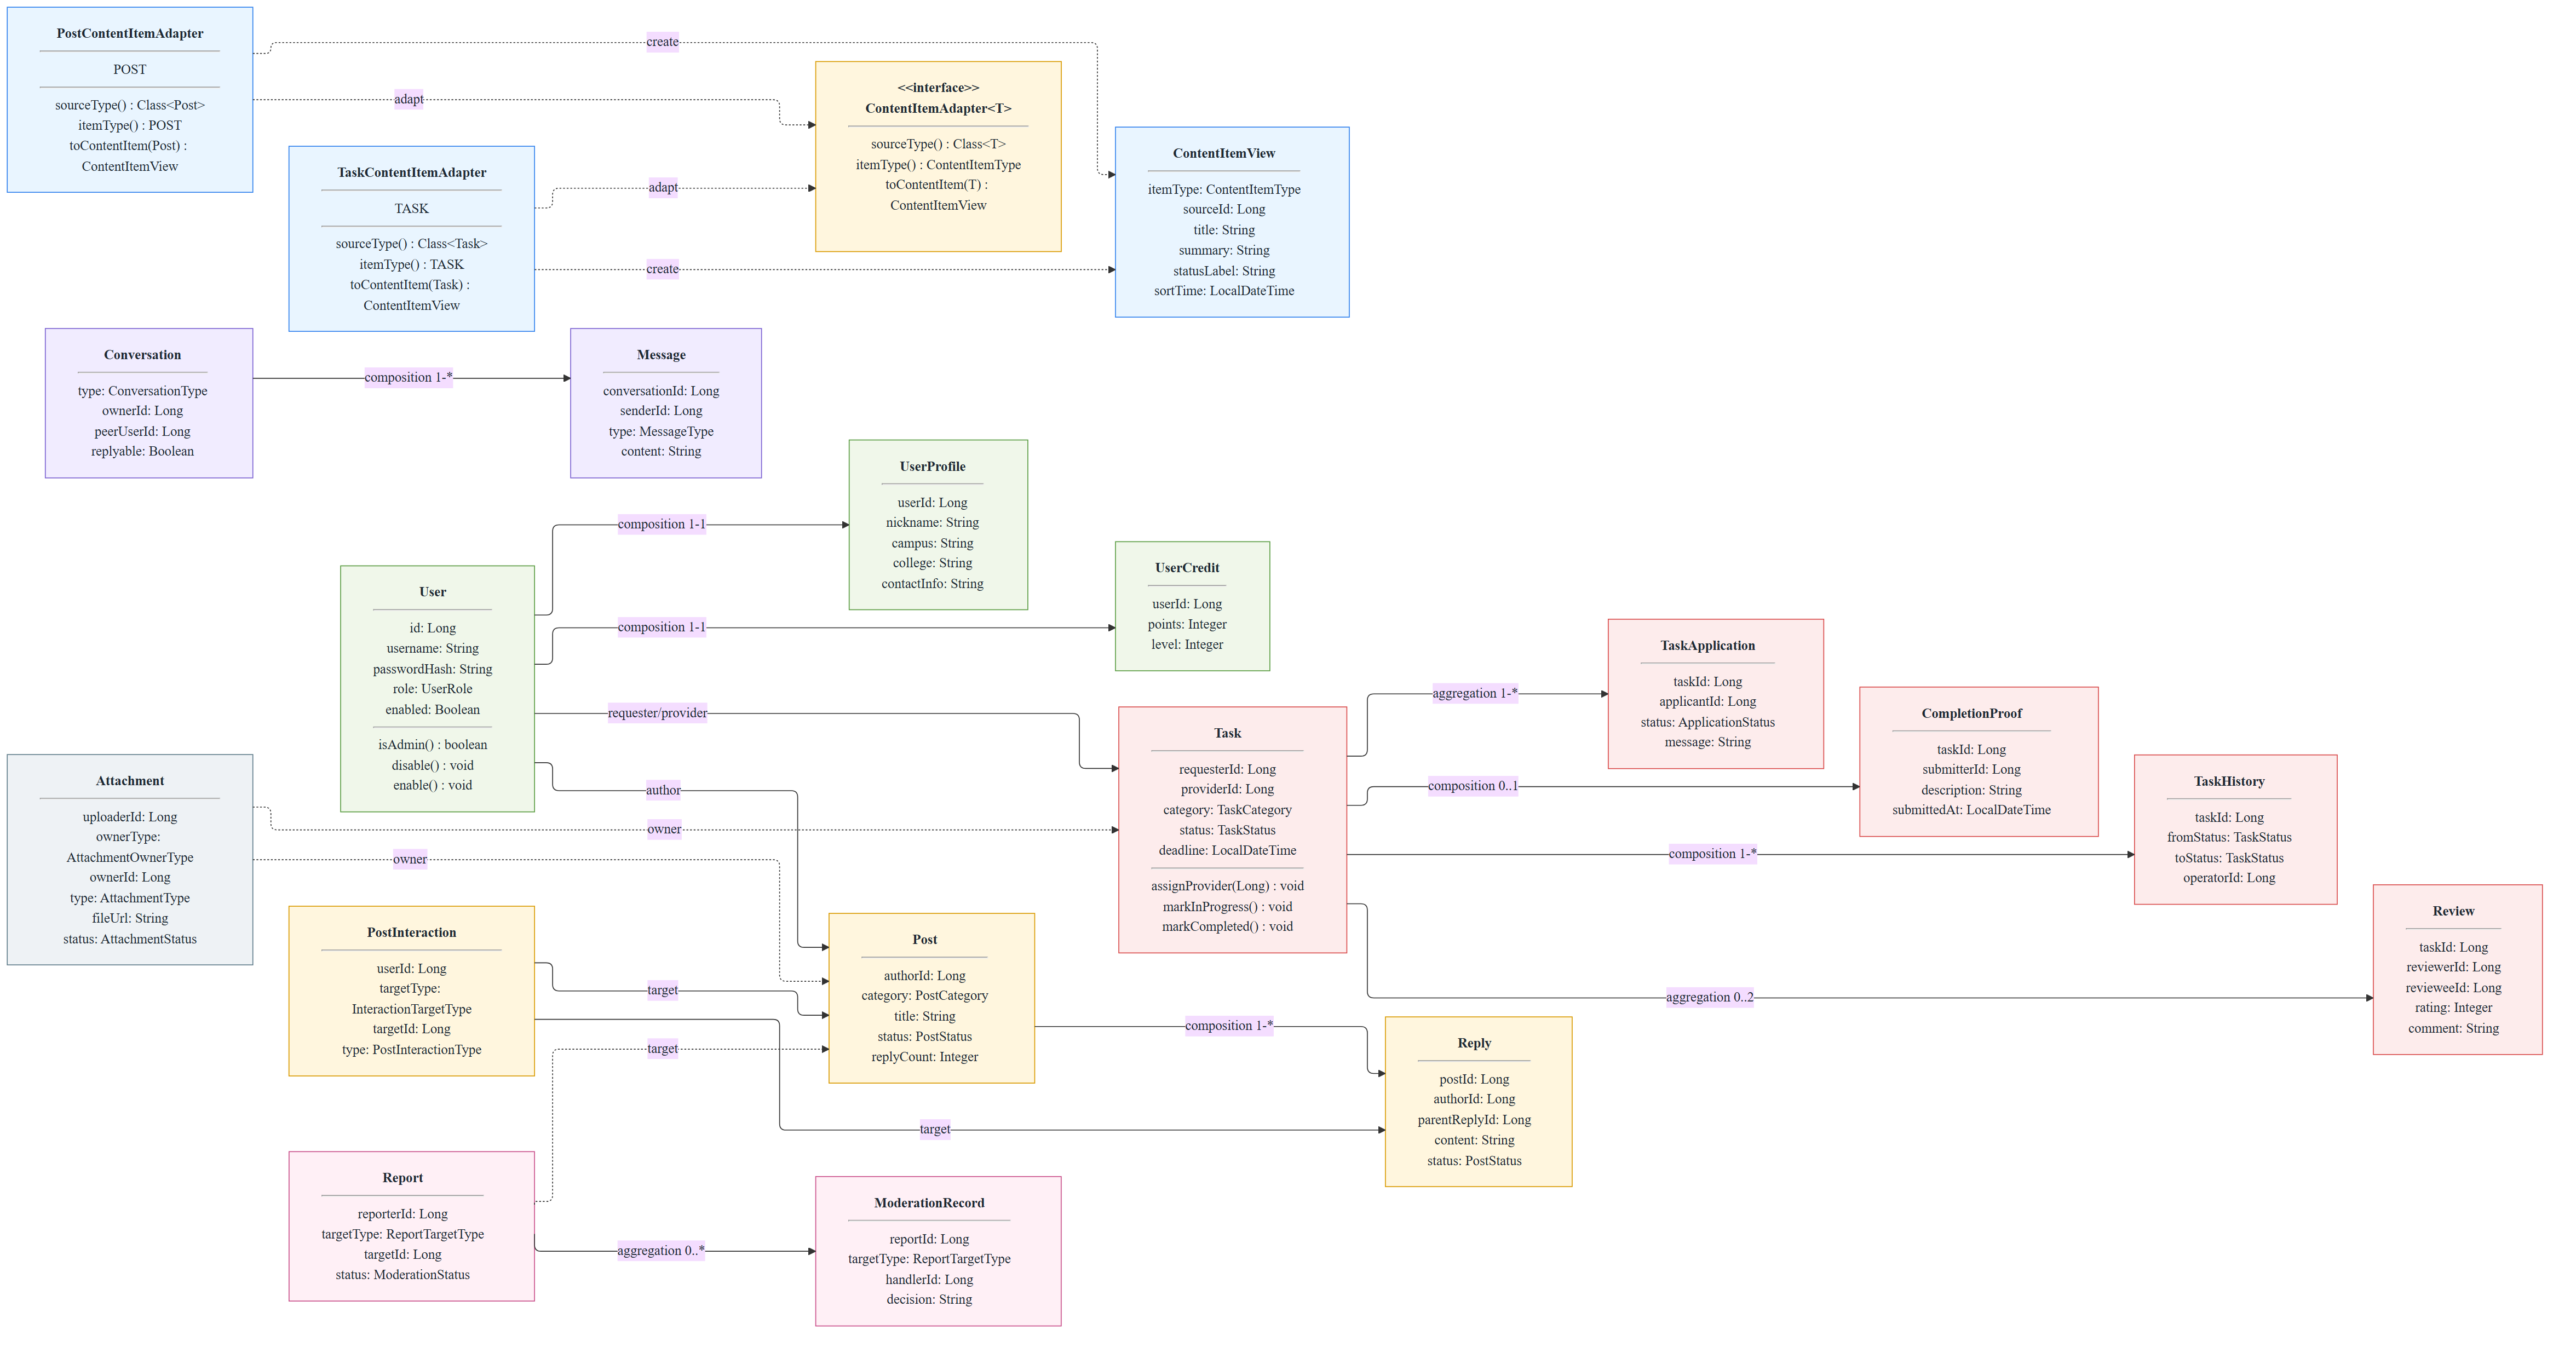 PostContentItemAdapter
POST
sourceType() : Class<Post>
itemType() : POST
toContentItem(Post) :
ContentItemView
create
adapt
<<interface>>
ContentItemAdapter<T>
sourceType() : Class<T>
itemType() : ContentItemType
toContentItem(T) :
ContentItemView
TaskContentItemAdapter
TASK
sourceType() : Class<Task>
itemType() : TASK
toContentItem(Task) :
ContentItemView
adapt
create
ContentItemView
itemType: ContentItemType
sourceId: Long
title: String
summary: String
statusLabel: String
sortTime: LocalDateTime
Conversation
type: ConversationType
ownerId: Long
peerUserId: Long
replyable: Boolean
composition 1-*
Message
conversationId: Long
senderId: Long
type: MessageType
content: String
UserProfile
userId: Long
nickname: String
campus: String
college: String
contactInfo: String
composition 1-1
User
id: Long
username: String
passwordHash: String
role: UserRole
enabled: Boolean
isAdmin() : boolean
disable() : void
enable() : void
composition 1-1
UserCredit
userId: Long
points: Integer
level: Integer
requester/provider
author
TaskApplication
taskId: Long
applicantId: Long
status: ApplicationStatus
message: String
aggregation 1-*
CompletionProof
taskId: Long
submitterId: Long
description: String
submittedAt: LocalDateTime
composition 0..1
Task
requesterId: Long
providerId: Long
category: TaskCategory
status: TaskStatus
deadline: LocalDateTime
assignProvider(Long) : void
markInProgress() : void
markCompleted() : void
TaskHistory
taskId: Long
fromStatus: TaskStatus
toStatus: TaskStatus
operatorId: Long
composition 1-*
Attachment
uploaderId: Long
ownerType:
AttachmentOwnerType
ownerId: Long
type: AttachmentType
fileUrl: String
status: AttachmentStatus
owner
owner
Review
taskId: Long
reviewerId: Long
revieweeId: Long
rating: Integer
comment: String
aggregation 0..2
PostInteraction
userId: Long
targetType:
InteractionTargetType
targetId: Long
type: PostInteractionType
target
target
target
Post
authorId: Long
category: PostCategory
title: String
status: PostStatus
replyCount: Integer
composition 1-*
Reply
postId: Long
authorId: Long
parentReplyId: Long
content: String
status: PostStatus
Report
reporterId: Long
targetType: ReportTargetType
targetId: Long
status: ModerationStatus
aggregation 0..*
ModerationRecord
reportId: Long
targetType: ReportTargetType
handlerId: Long
decision: String